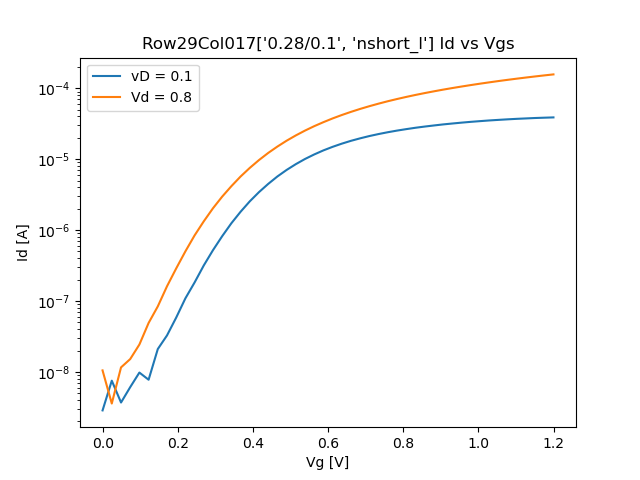 Row29Col017['0.28/0.1', 'nshort_l'] Id vs Vgs
vD = 0.1
Vd = 0.8
Id [A]
10⁻⁴
10⁻⁵
10⁻⁶
10⁻⁷
10⁻⁸
0.0 0.2 0.4 0.6 0.8 1.0 1.2
Vg [V]